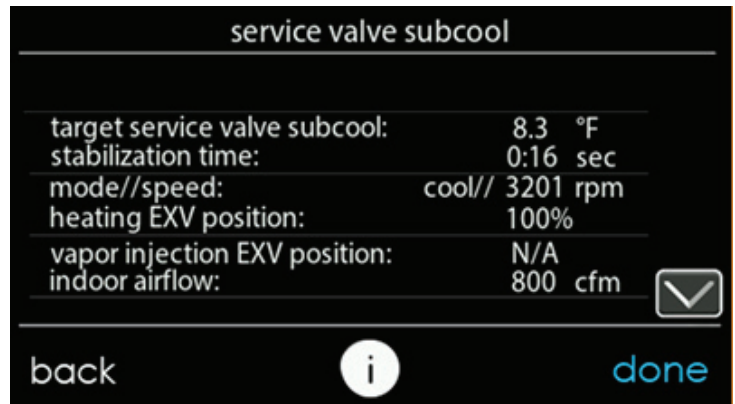 service valve subcool
target service valve subcool: 8.3 °F
stabilization time: 0:16 sec
mode//speed: cool// 3201 rpm
heating EXV position: 100%
vapor injection EXV position: N/A
indoor airflow: 800 cfm
back i done